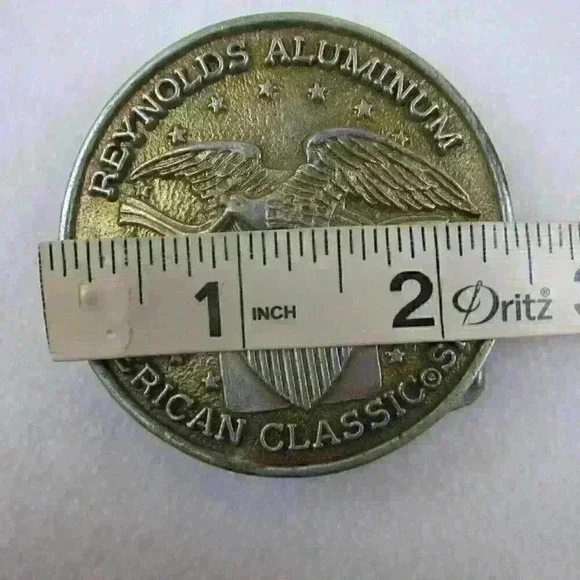 REYNOLDS ALUMINUM
1 INCH 2 Dritz®
ERICAN CLASSIC